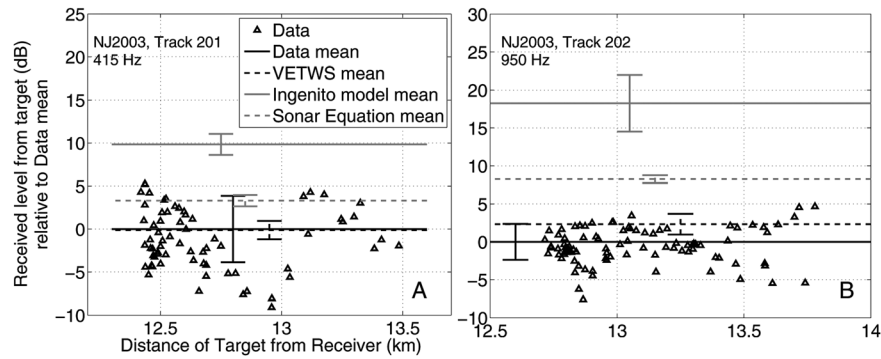 NJ2003, Track 201
415 Hz
Data
Data mean
VETWS mean
Ingenito model mean
Sonar Equation mean
Received level from target (dB)
relative to Data mean
25
20
15
10
5
0
−5
−10
12.5
13
13.5
A
Distance of Target from Receiver (km)
NJ2003, Track 202
950 Hz
30
25
20
15
10
5
0
−5
−10
12.5
13
13.5
14
B